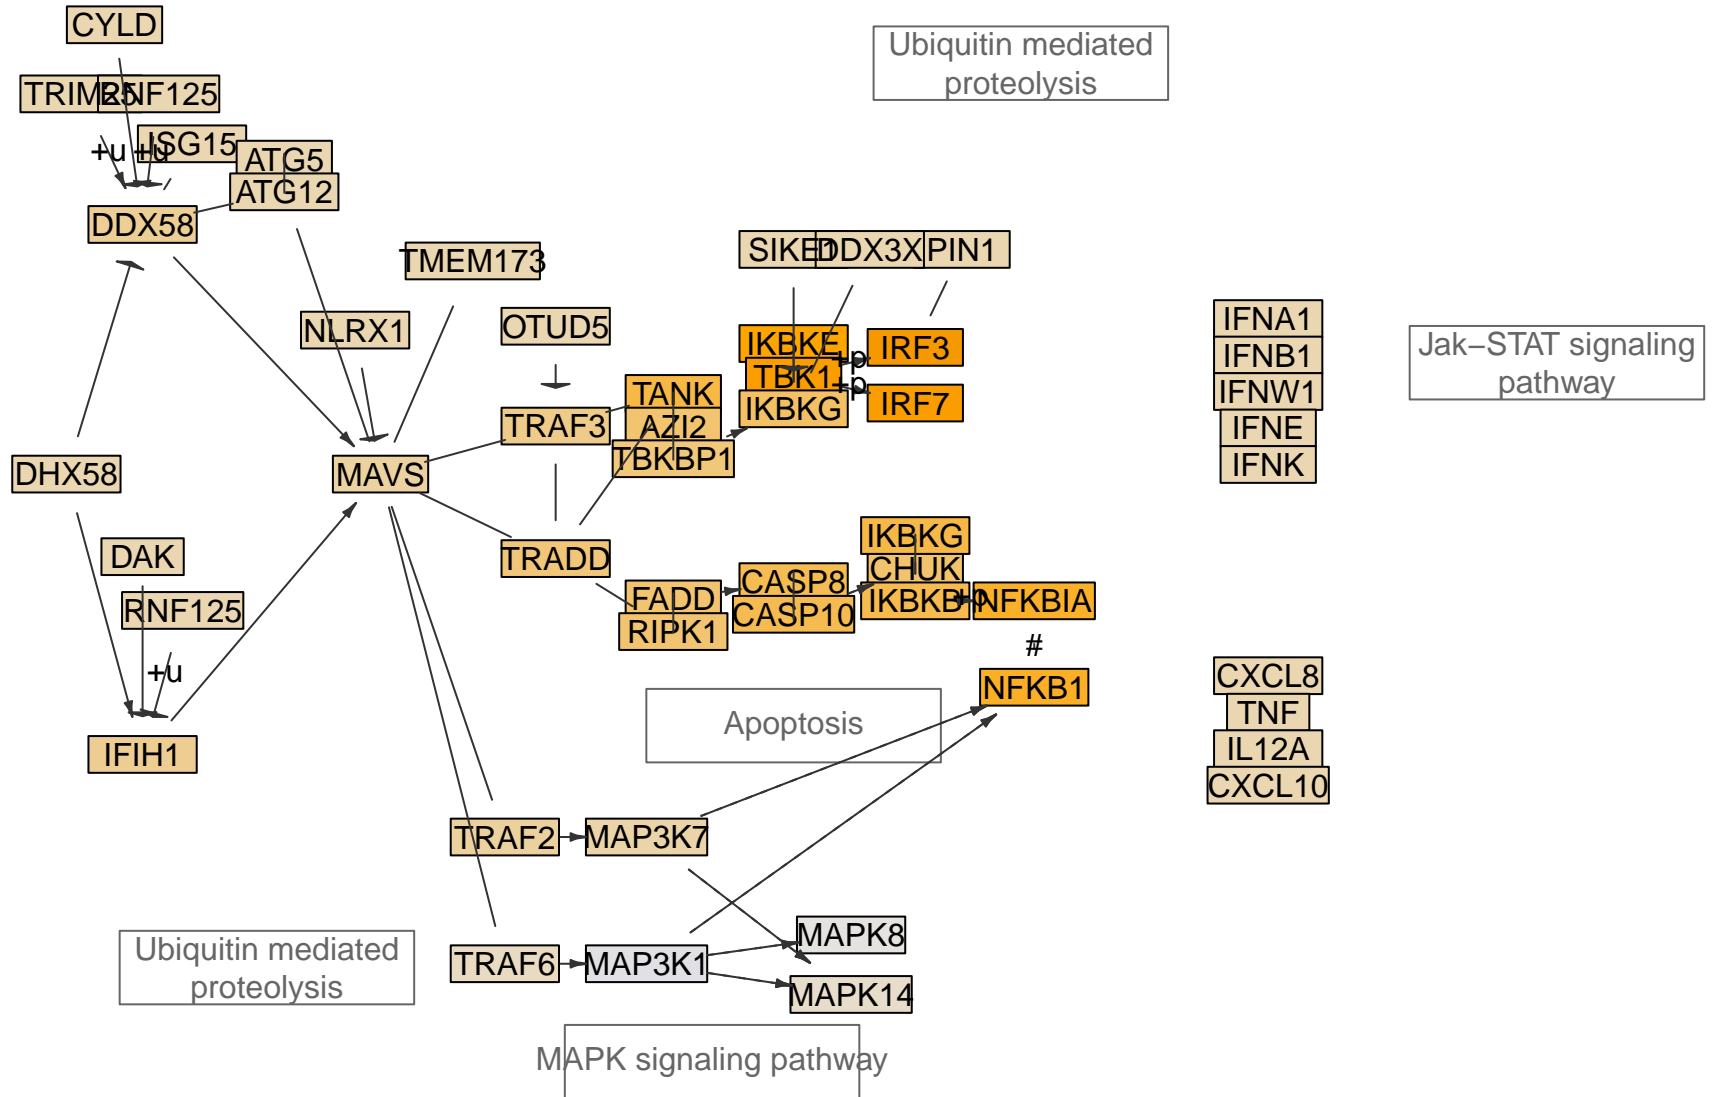 CYLD
Ubiquitin mediated
proteolysis
TRIM25
RNF125
ISG15
+u
+u
ATG5
ATG12
DDX58
TMEM173
SIKE1
DDX3X
PIN1
NLRX1
OTUD5
IKBKE
IRF3
+p
TBK1
+p
IKBKG
IRF7
IFNA1
IFNB1
IFNW1
IFNE
IFNK
Jak−STAT signaling
pathway
TANK
TRAF3
AZI2
TBKBP1
DHX58
MAVS
DAK
RNF125
+u
IFIH1
TRADD
FADD
RIPK1
CASP8
CASP10
IKBKG
CHUK
IKBKB
+p
NFKBIA
#
NFKB1
CXCL8
TNF
IL12A
CXCL10
Apoptosis
TRAF2
MAP3K7
TRAF6
MAP3K1
MAPK8
MAPK14
Ubiquitin mediated
proteolysis
MAPK signaling pathway